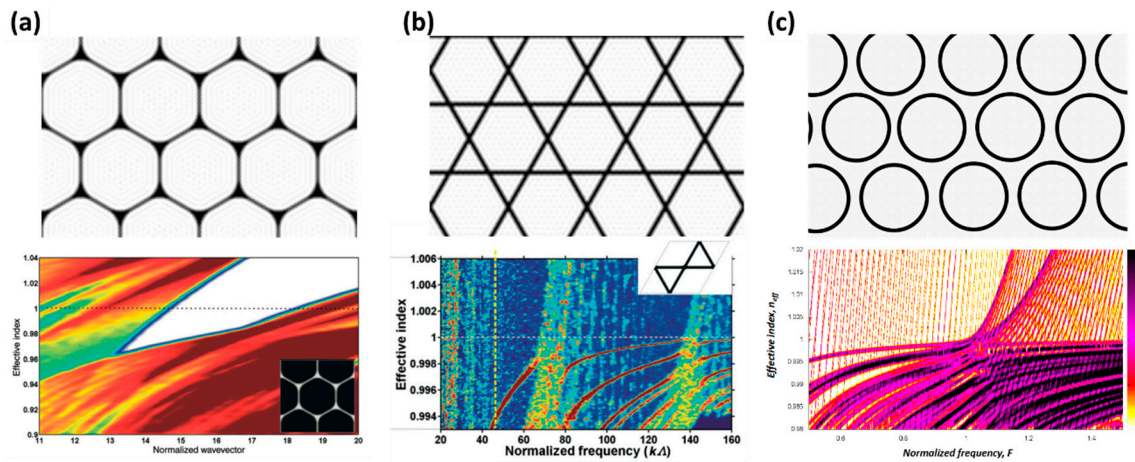 (a)
(b)
(c)
1.04
1.02
1
0.98
0.96
0.94
0.92
0.9
Effective index
11 12 13 14 15 16 17 18 19 20
Normalized wavevector
1.006
1.004
1.002
1
0.998
0.996
0.994
Effective index
20 40 60 80 100 120 140 160
Normalized frequency (kΛ)
Effective index, neff
0.6 0.8 1 1.2 1.4
Normalized frequency, F